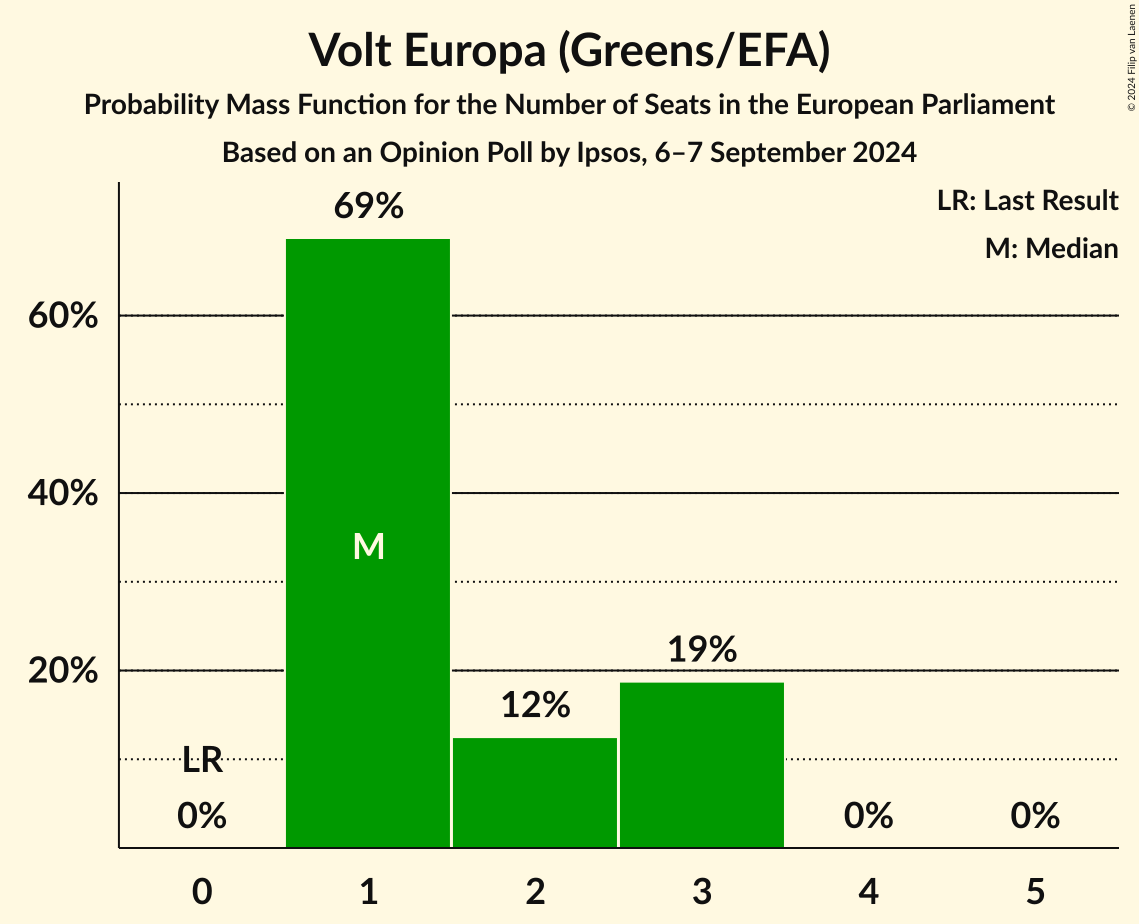 Volt Europa (Greens/EFA)
Probability Mass Function for the Number of Seats in the European Parliament
Based on an Opinion Poll by Ipsos, 6–7 September 2024
© 2024 Filip van Laenen
LR: Last Result
M: Median
69%
60%
40%
M
19%
20%
12%
LR
0%
0%
0%
0
1
2
3
4
5